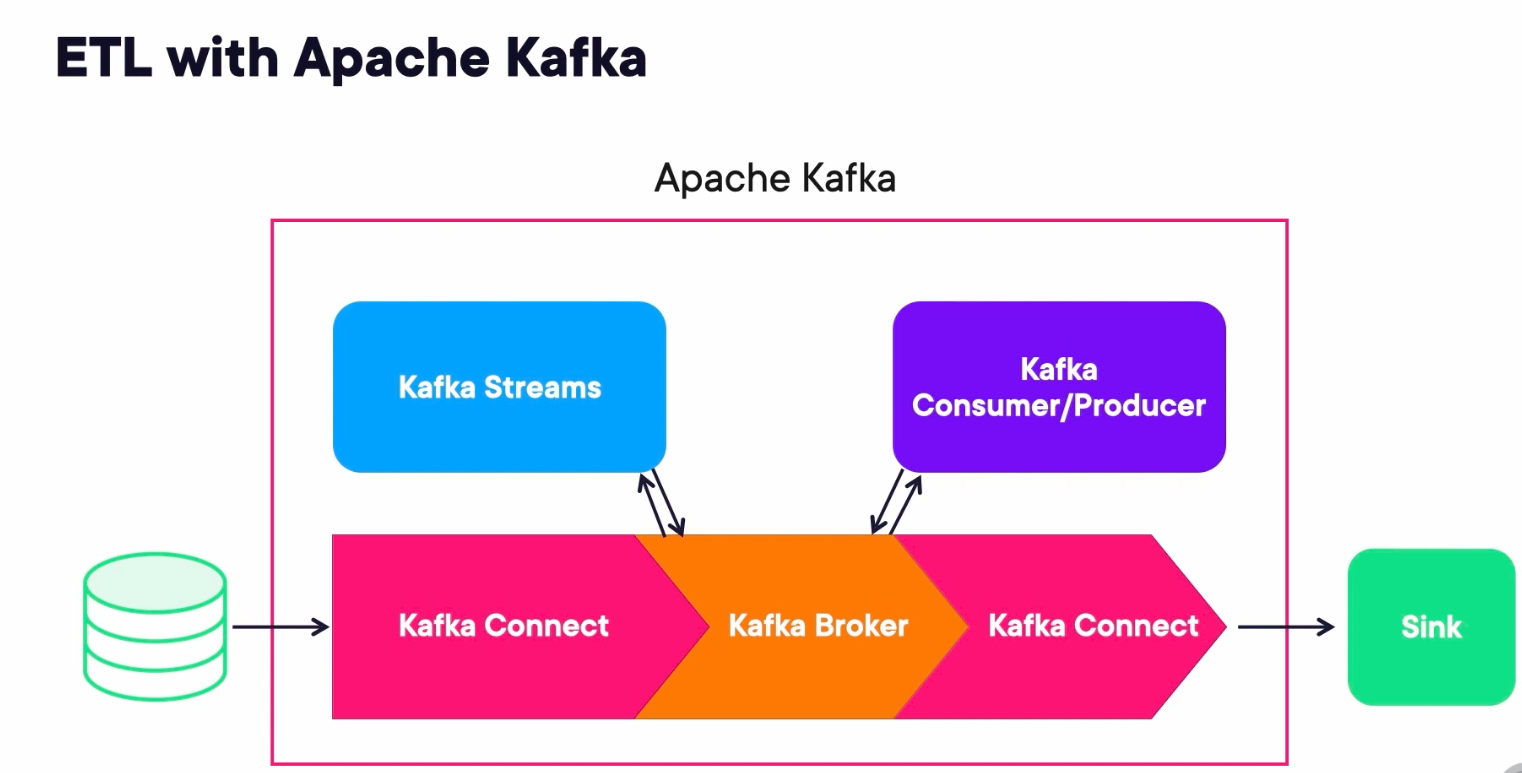 ETL with Apache Kafka
Apache Kafka
Kafka Streams
Kafka
Consumer/Producer
Kafka Connect
Kafka Broker
Kafka Connect
Sink